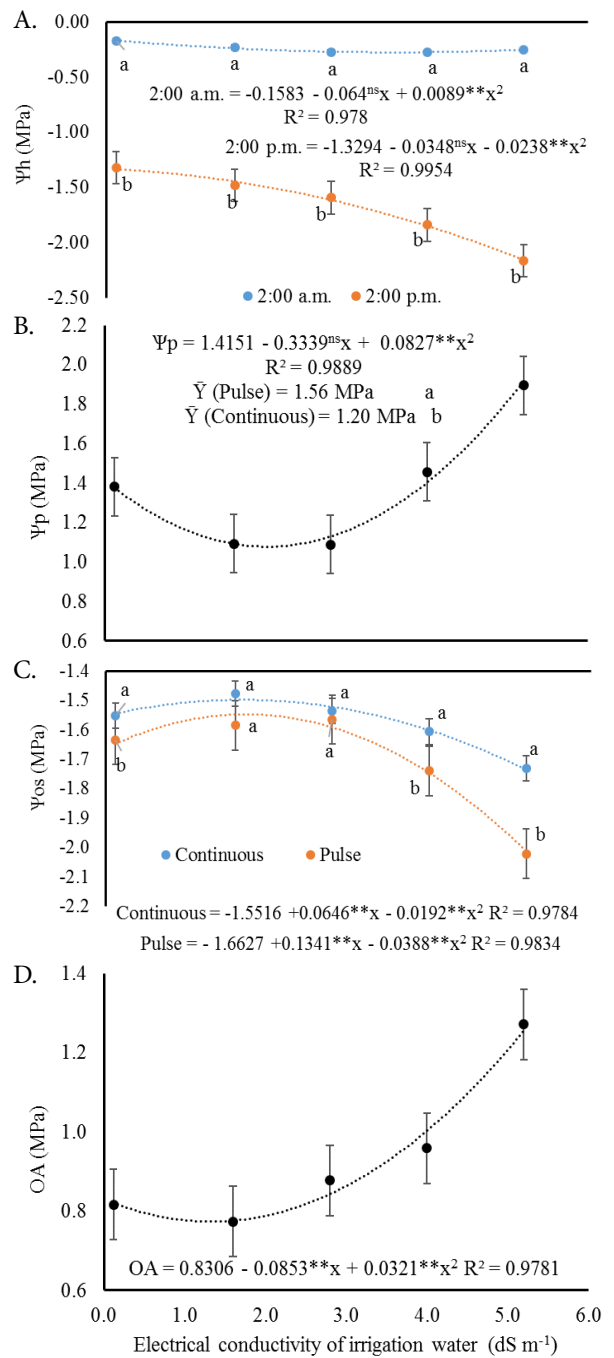 A.
0.00
-0.50
-1.00
-1.50
-2.00
-2.50
Ψh (MPa)
a a a a a
2:00 a.m. = -0.1583 - 0.064ⁿˢx + 0.0089**x²
R² = 0.978
2:00 p.m. = -1.3294 - 0.0348ⁿˢx - 0.0238**x²
R² = 0.9954
b b b b b
2:00 a.m. 2:00 p.m.
B.
2.2
2.0
1.8
1.6
1.4
1.2
1.0
0.8
0.6
Ψp (MPa)
Ψp = 1.4151 - 0.3339ⁿˢx + 0.0827**x²
R² = 0.9889
Ȳ (Pulse) = 1.56 MPa a
Ȳ (Continuous) = 1.20 MPa b
C.
-1.4
-1.5
-1.6
-1.7
-1.8
-1.9
-2.0
-2.1
-2.2
Ψos (MPa)
a a a a a
b a a b b
Continuous Pulse
Continuous = -1.5516 +0.0646**x - 0.0192**x² R² = 0.9784
Pulse = - 1.6627 +0.1341**x - 0.0388**x² R² = 0.9834
D.
1.4
1.2
1.0
0.8
0.6
OA (MPa)
OA = 0.8306 - 0.0853**x + 0.0321**x² R² = 0.9781
0.0 1.0 2.0 3.0 4.0 5.0 6.0
Electrical conductivity of irrigation water (dS m⁻¹)